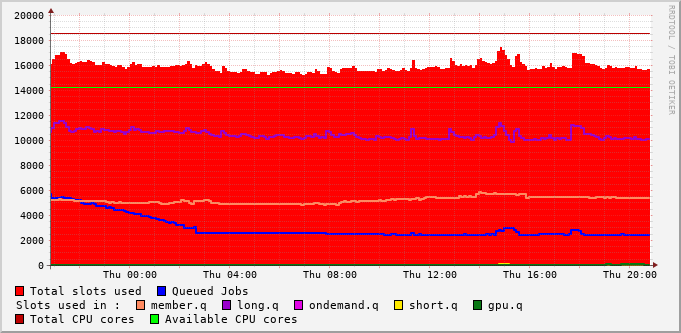 RRDTOOL / TOBI OETIKER
20000
18000
16000
14000
12000
10000
8000
6000
4000
2000
0
Thu 00:00 Thu 04:00 Thu 08:00 Thu 12:00 Thu 16:00 Thu 20:00
Total slots used Queued Jobs
Slots used in : member.q long.q ondemand.q short.q gpu.q
Total CPU cores Available CPU cores